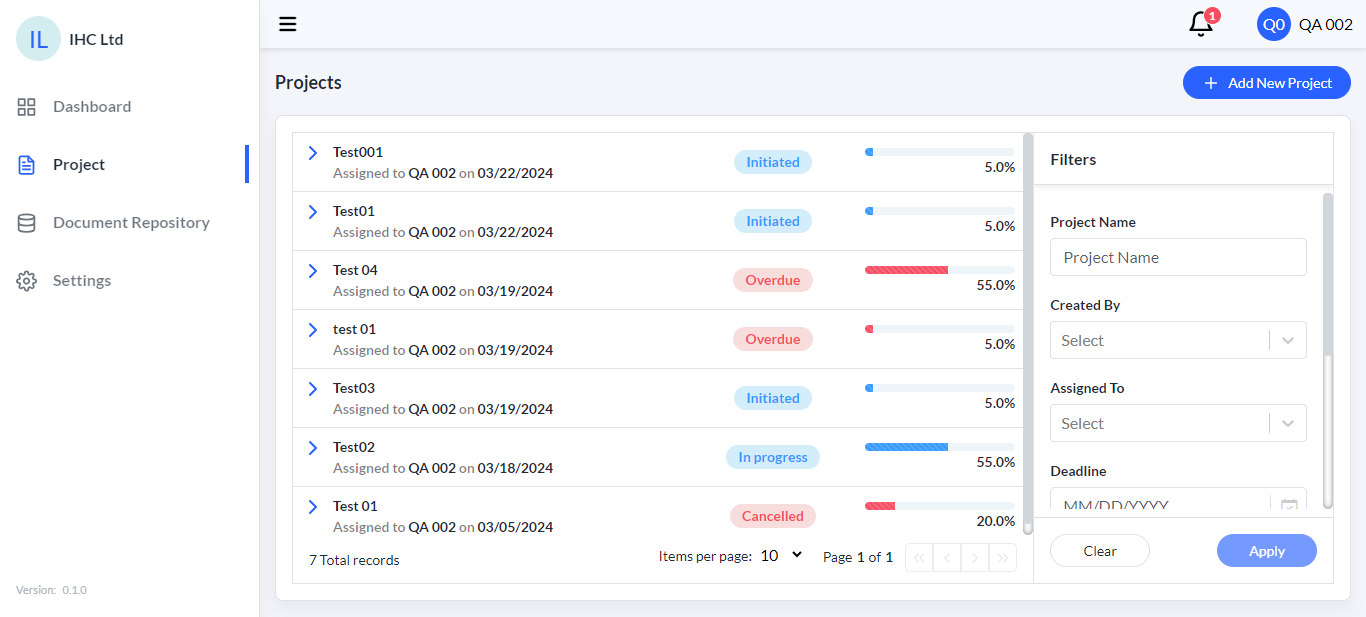 IL IHC Ltd
Dashboard
Project
Document Repository
Settings
Version: 0.1.0
1
Q0 QA 002
Projects
Add New Project
Test001
Assigned to QA 002 on 03/22/2024
Initiated
5.0%
Test01
Assigned to QA 002 on 03/22/2024
Initiated
5.0%
Test 04
Assigned to QA 002 on 03/19/2024
Overdue
55.0%
test 01
Assigned to QA 002 on 03/19/2024
Overdue
5.0%
Test03
Assigned to QA 002 on 03/19/2024
Initiated
5.0%
Test02
Assigned to QA 002 on 03/18/2024
In progress
55.0%
Test 01
Assigned to QA 002 on 03/05/2024
Cancelled
20.0%
7 Total records
Items per page: 10
Page 1 of 1
Filters
Project Name
Project Name
Created By
Select
Assigned To
Select
Deadline
MM/DD/YYYY
Clear
Apply